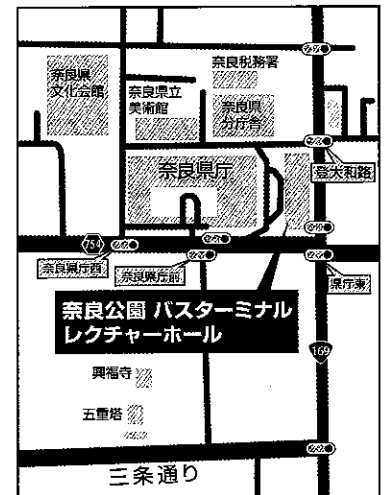 奈良税務署
奈良県
文化会館
奈良県立
美術館
奈良県
分庁舎
奈良県庁
登大路
754
奈良県庁西
奈良県庁前
県庁東
奈良公園 バスターミナル
レクチャーホール
169
興福寺
五重塔
三条通り